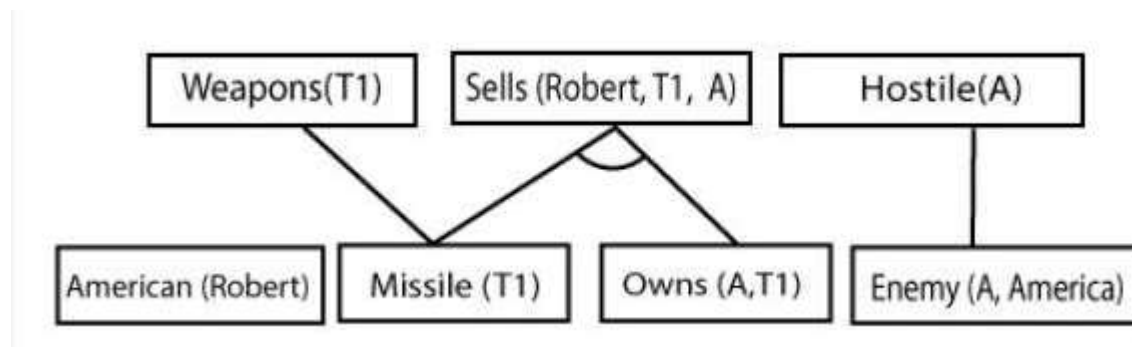 Weapons(T1)
Sells (Robert, T1, A)
Hostile(A)
American (Robert)
Missile (T1)
Owns (A,T1)
Enemy (A, America)